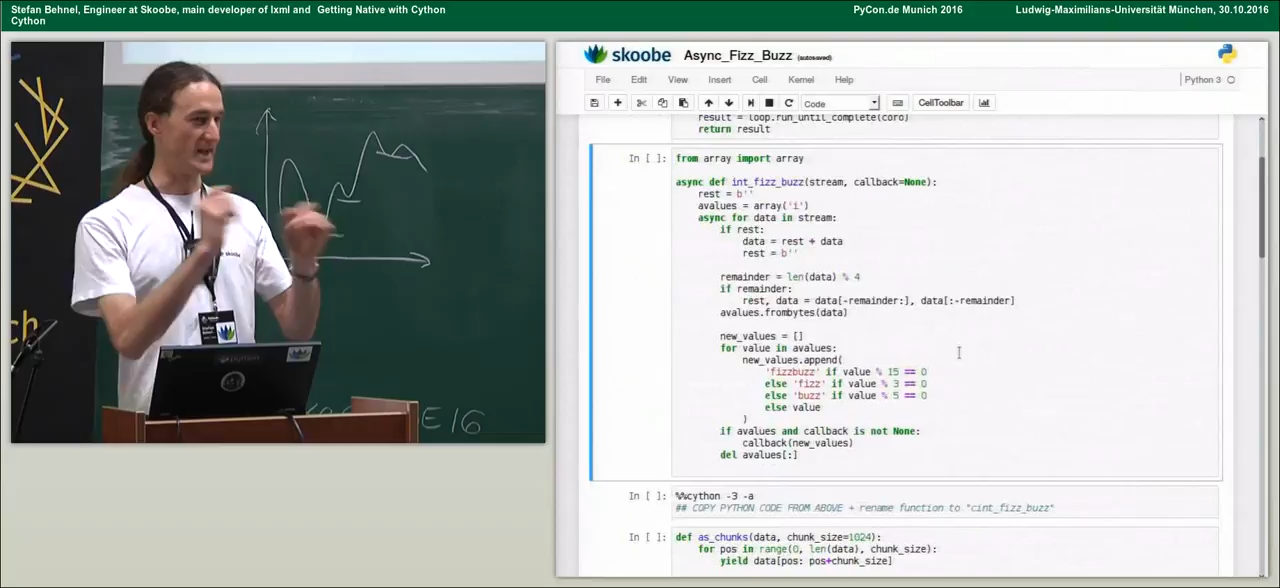 Stefan Behnel, Engineer at Skoobe, main developer of lxml and Cython
Getting Native with Cython
PyCon.de Munich 2016
Ludwig-Maximilians-Universität München, 30.10.2016
skoobe
Async_Fizz_Buzz (autosaved)
File Edit View Insert Cell Kernel Help
Python 3
Code
CellToolbar
result = loop.run_until_complete(coro)
return result
In [ ]: from array import array
async def int_fizz_buzz(stream, callback=None):
rest = b''
avalues = array('i')
async for data in stream:
if rest:
data = rest + data
rest = b''
remainder = len(data) % 4
if remainder:
rest, data = data[-remainder:], data[:-remainder]
avalues.frombytes(data)
new_values = []
for value in avalues:
new_values.append(
'fizzbuzz' if value % 15 == 0
else 'fizz' if value % 3 == 0
else 'buzz' if value % 5 == 0
else value
)
if avalues and callback is not None:
callback(new_values)
del avalues[:]
In [ ]: %%cython -3 -a
## COPY PYTHON CODE FROM ABOVE + rename function to "cint_fizz_buzz"
In [ ]: def as_chunks(data, chunk_size=1024):
for pos in range(0, len(data), chunk_size):
yield data[pos: pos+chunk_size]
skoobe
Stefan
E16